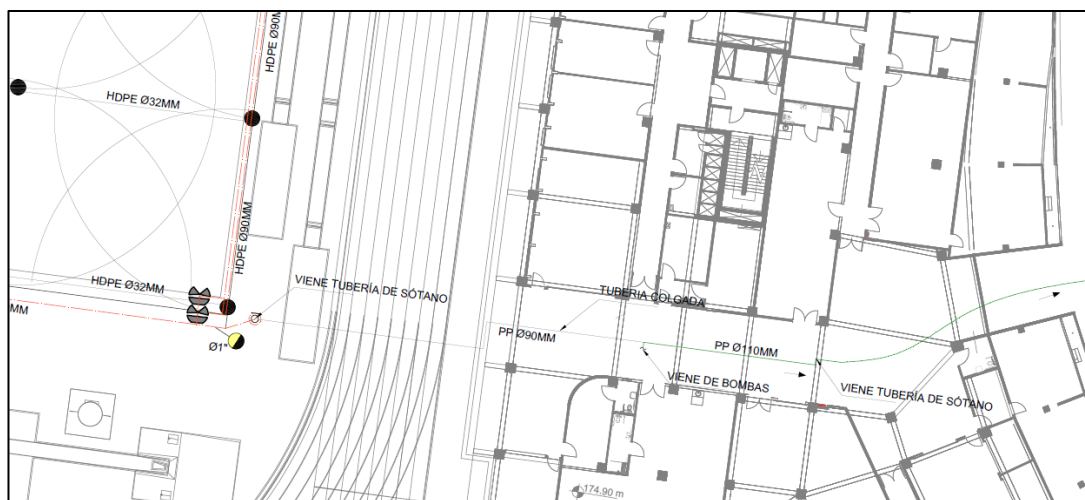 HDPE Ø90MM
HDPE Ø32MM
HDPE Ø90MM
HDPE Ø32MM
VIENE TUBERÍA DE SÓTANO
MM
Ø1"
TUBERIA COLGADA
PP Ø90MM
PP Ø110MM
VIENE DE BOMBAS
VIENE TUBERÍA DE SÓTANO
174.90 m